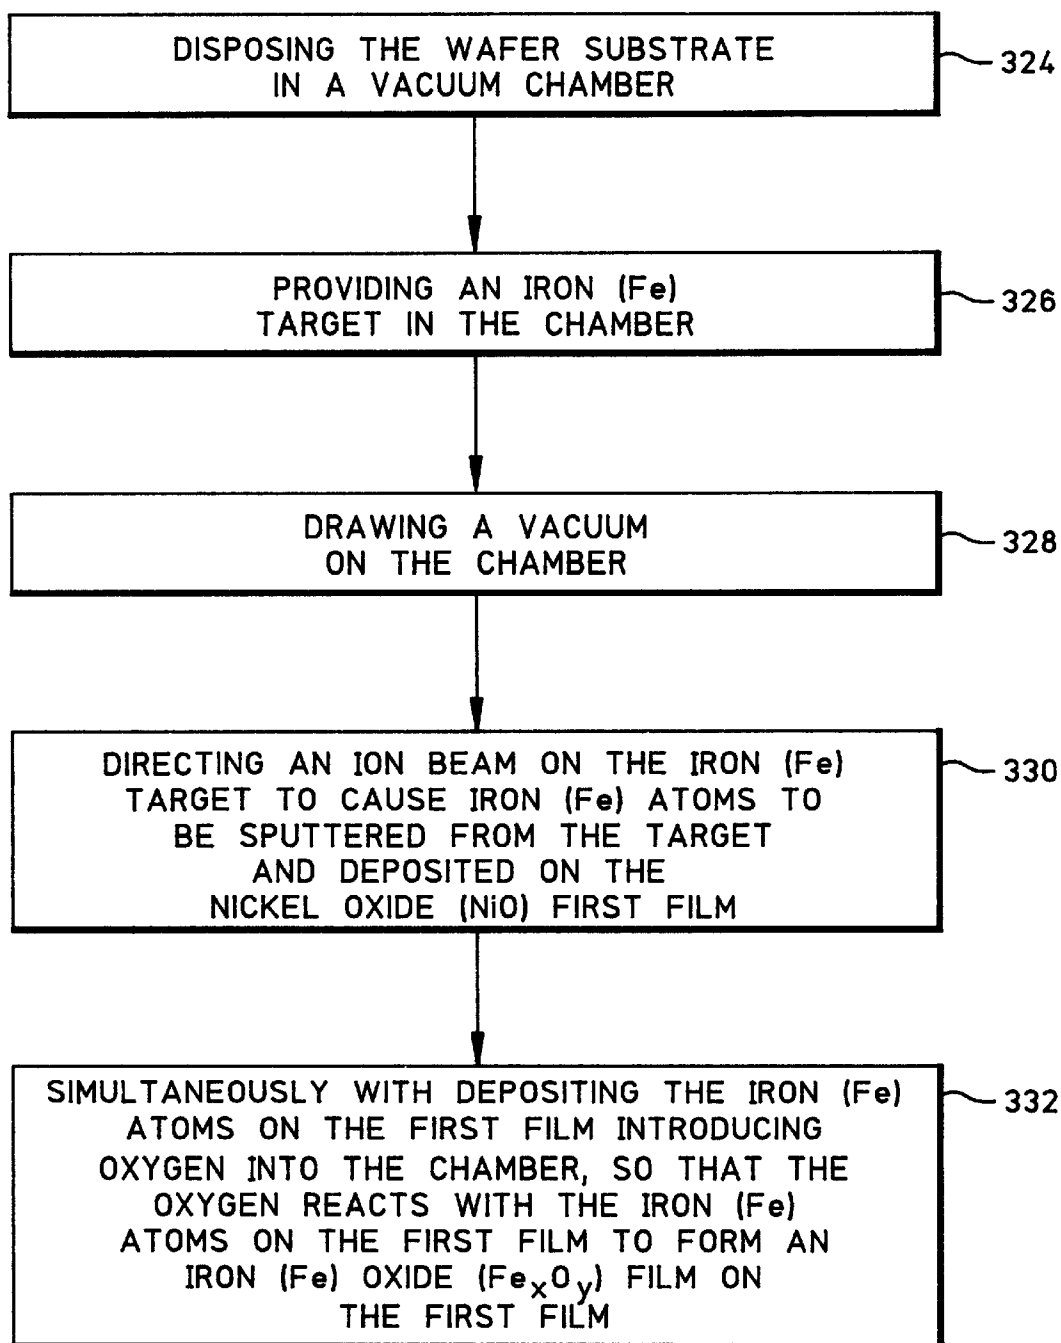 DISPOSING THE WAFER SUBSTRATE
IN A VACUUM CHAMBER
324
PROVIDING AN IRON (Fe)
TARGET IN THE CHAMBER
326
DRAWING A VACUUM
ON THE CHAMBER
328
DIRECTING AN ION BEAM ON THE IRON (Fe)
TARGET TO CAUSE IRON (Fe) ATOMS TO
BE SPUTTERED FROM THE TARGET
AND DEPOSITED ON THE
NICKEL OXIDE (NiO) FIRST FILM
330
SIMULTANEOUSLY WITH DEPOSITING THE IRON (Fe)
ATOMS ON THE FIRST FILM INTRODUCING
OXYGEN INTO THE CHAMBER, SO THAT THE
OXYGEN REACTS WITH THE IRON (Fe)
ATOMS ON THE FIRST FILM TO FORM AN
IRON (Fe) OXIDE (FexOy) FILM ON
THE FIRST FILM
332